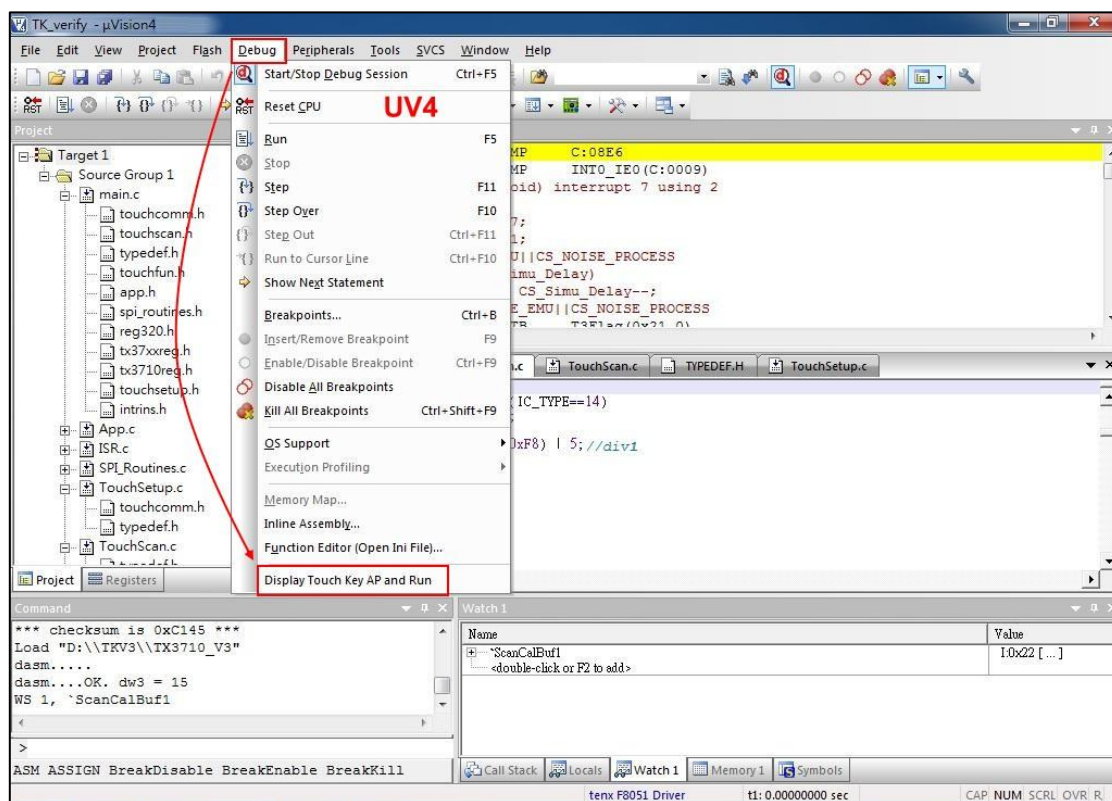 TK_verify - µVision4
File Edit View Project Flash Debug Peripherals Tools SVCS Window Help
Start/Stop Debug Session Ctrl+F5
RST
RST
Reset CPU
UV4
Project
Run F5
Stop
Step F11
Step Over F10
Step Out Ctrl+F11
Run to Cursor Line Ctrl+F10
Show Next Statement
Breakpoints... Ctrl+B
Insert/Remove Breakpoint F9
Enable/Disable Breakpoint Ctrl+F9
Disable All Breakpoints
Kill All Breakpoints Ctrl+Shift+F9
OS Support
Execution Profiling
Memory Map...
Inline Assembly...
Function Editor (Open Ini File)...
Display Touch Key AP and Run
Target 1
Source Group 1
main.c
touchcomm.h
touchscan.h
typedef.h
touchfun.h
app.h
spi_routines.h
reg320.h
tx37xxreg.h
tx3710reg.h
touchsetup.h
intrins.h
App.c
ISR.c
SPI_Routines.c
TouchSetup.c
touchcomm.h
typedef.h
TouchScan.c
Project Registers
MP C:08E6
MP INT0_IE0(C:0009)
oid) interrupt 7 using 2
7;
1;
MU||CS_NOISE_PROCESS
imu_Delay)
CS_Simu_Delay--;
E_EMU||CS_NOISE_PROCESS
TB T3Flag(0x21.0)
.c TouchScan.c TYPEDEF.H TouchSetup.c
( IC_TYPE==14)
;
0xF8) | 5;//div1
Command
*** checksum is 0xC145 ***
Load "D:\\TKV3\\TX3710_V3"
dasm.....
dasm....OK. dw3 = 15
WS 1, `ScanCalBuf1
>
ASM ASSIGN BreakDisable BreakEnable BreakKill
Watch 1
Name Value
`ScanCalBuf1 I:0x22 [ ... ]
<double-click or F2 to add>
Call Stack Locals Watch 1 Memory 1 Symbols
tenx F8051 Driver t1: 0.00000000 sec CAP NUM SCRL OVR R